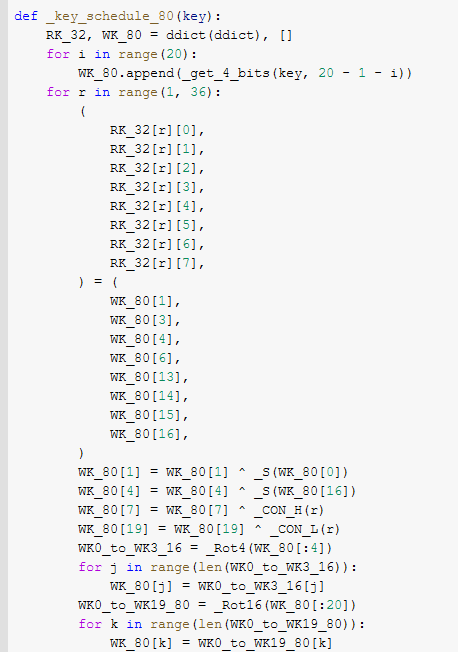 def _key_schedule_80(key):
    RK_32, WK_80 = ddict(ddict), []
    for i in range(20):
        WK_80.append(_get_4_bits(key, 20 - 1 - i))
    for r in range(1, 36):
        (
            RK_32[r][0],
            RK_32[r][1],
            RK_32[r][2],
            RK_32[r][3],
            RK_32[r][4],
            RK_32[r][5],
            RK_32[r][6],
            RK_32[r][7],
        ) = (
            WK_80[1],
            WK_80[3],
            WK_80[4],
            WK_80[6],
            WK_80[13],
            WK_80[14],
            WK_80[15],
            WK_80[16],
        )
        WK_80[1] = WK_80[1] ^ _S(WK_80[0])
        WK_80[4] = WK_80[4] ^ _S(WK_80[16])
        WK_80[7] = WK_80[7] ^ _CON_H(r)
        WK_80[19] = WK_80[19] ^ _CON_L(r)
        WK0_to_WK3_16 = _Rot4(WK_80[:4])
        for j in range(len(WK0_to_WK3_16)):
            WK_80[j] = WK0_to_WK3_16[j]
        WK0_to_WK19_80 = _Rot16(WK_80[:20])
        for k in range(len(WK0_to_WK19_80)):
            WK_80[k] = WK0_to_WK19_80[k]